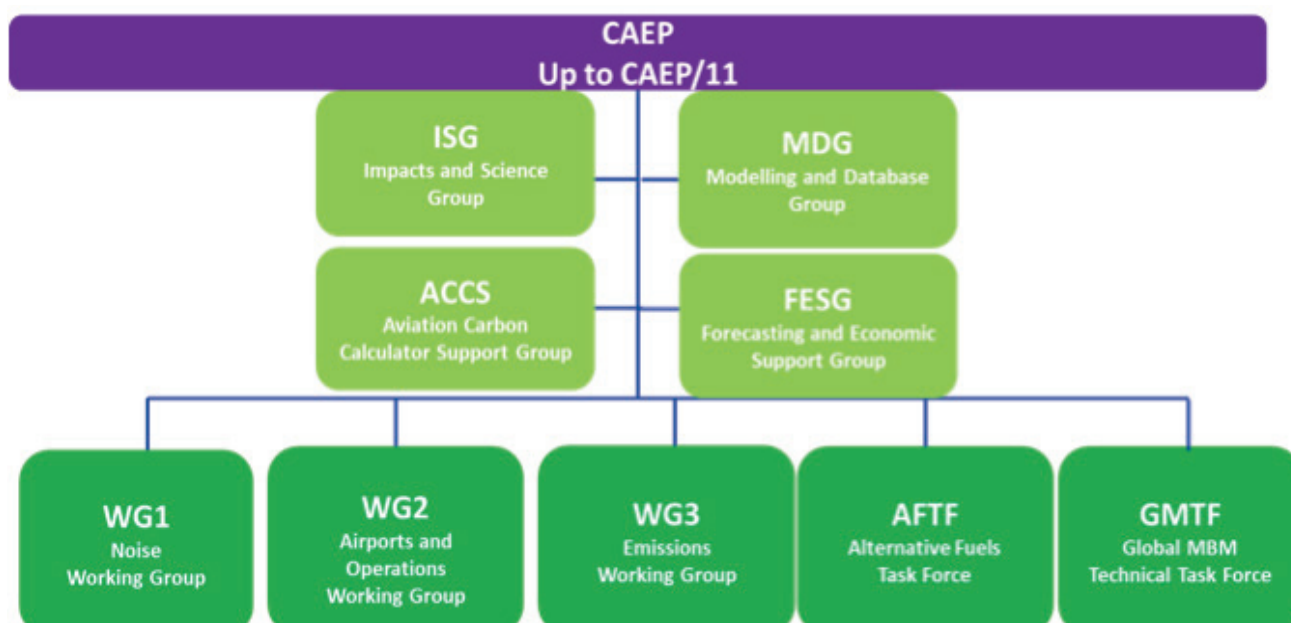 CAEP
Up to CAEP/11
ISG
Impacts and Science
Group
MDG
Modelling and Database
Group
ACCS
Aviation Carbon
Calculator Support Group
FESG
Forecasting and Economic
Support Group
WG1
Noise
Working Group
WG2
Airports and
Operations
Working Group
WG3
Emissions
Working Group
AFTF
Alternative Fuels
Task Force
GMTF
Global MBM
Technical Task Force